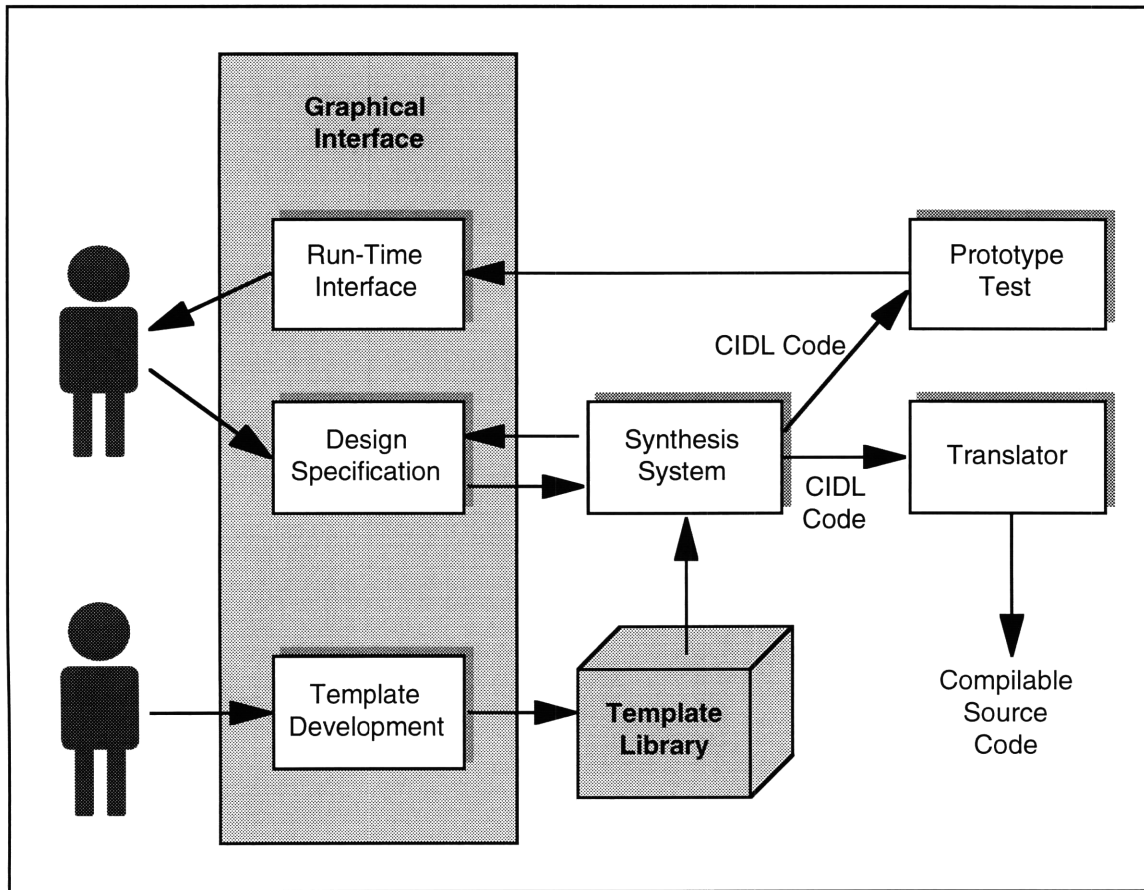 Graphical
Interface
Run-Time
Interface
Prototype
Test
CIDL Code
Design
Specification
Synthesis
System
Translator
CIDL
Code
Template
Development
Template
Library
Compilable
Source
Code